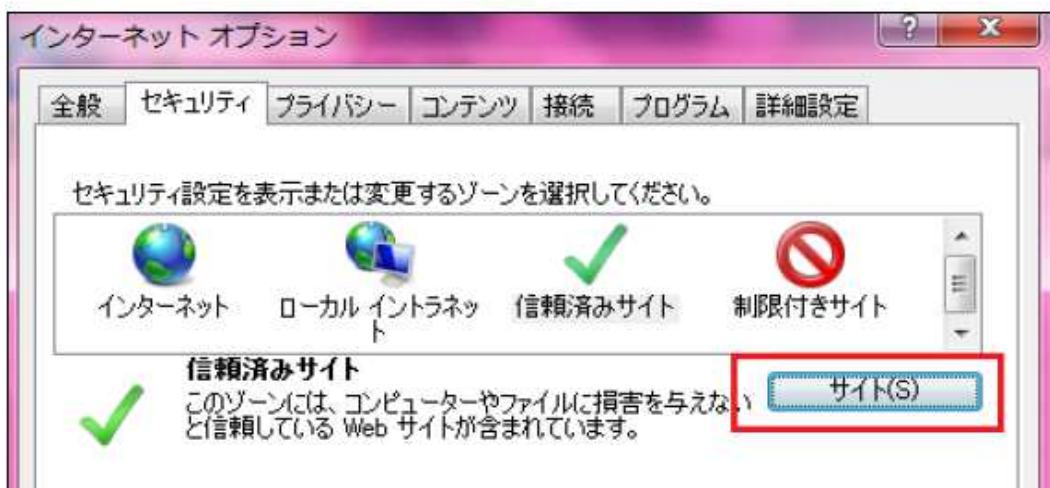 インターネット オプション
?
X
全般 セキュリティ プライバシー コンテンツ 接続 プログラム 詳細設定
セキュリティ設定を表示または変更するゾーンを選択してください。
インターネット
ローカル イントラネッ
ト
信頼済みサイト
制限付きサイト
信頼済みサイト
このゾーンには、コンピューターやファイルに損害を与えない
と信頼している Web サイトが含まれています。
サイト(S)